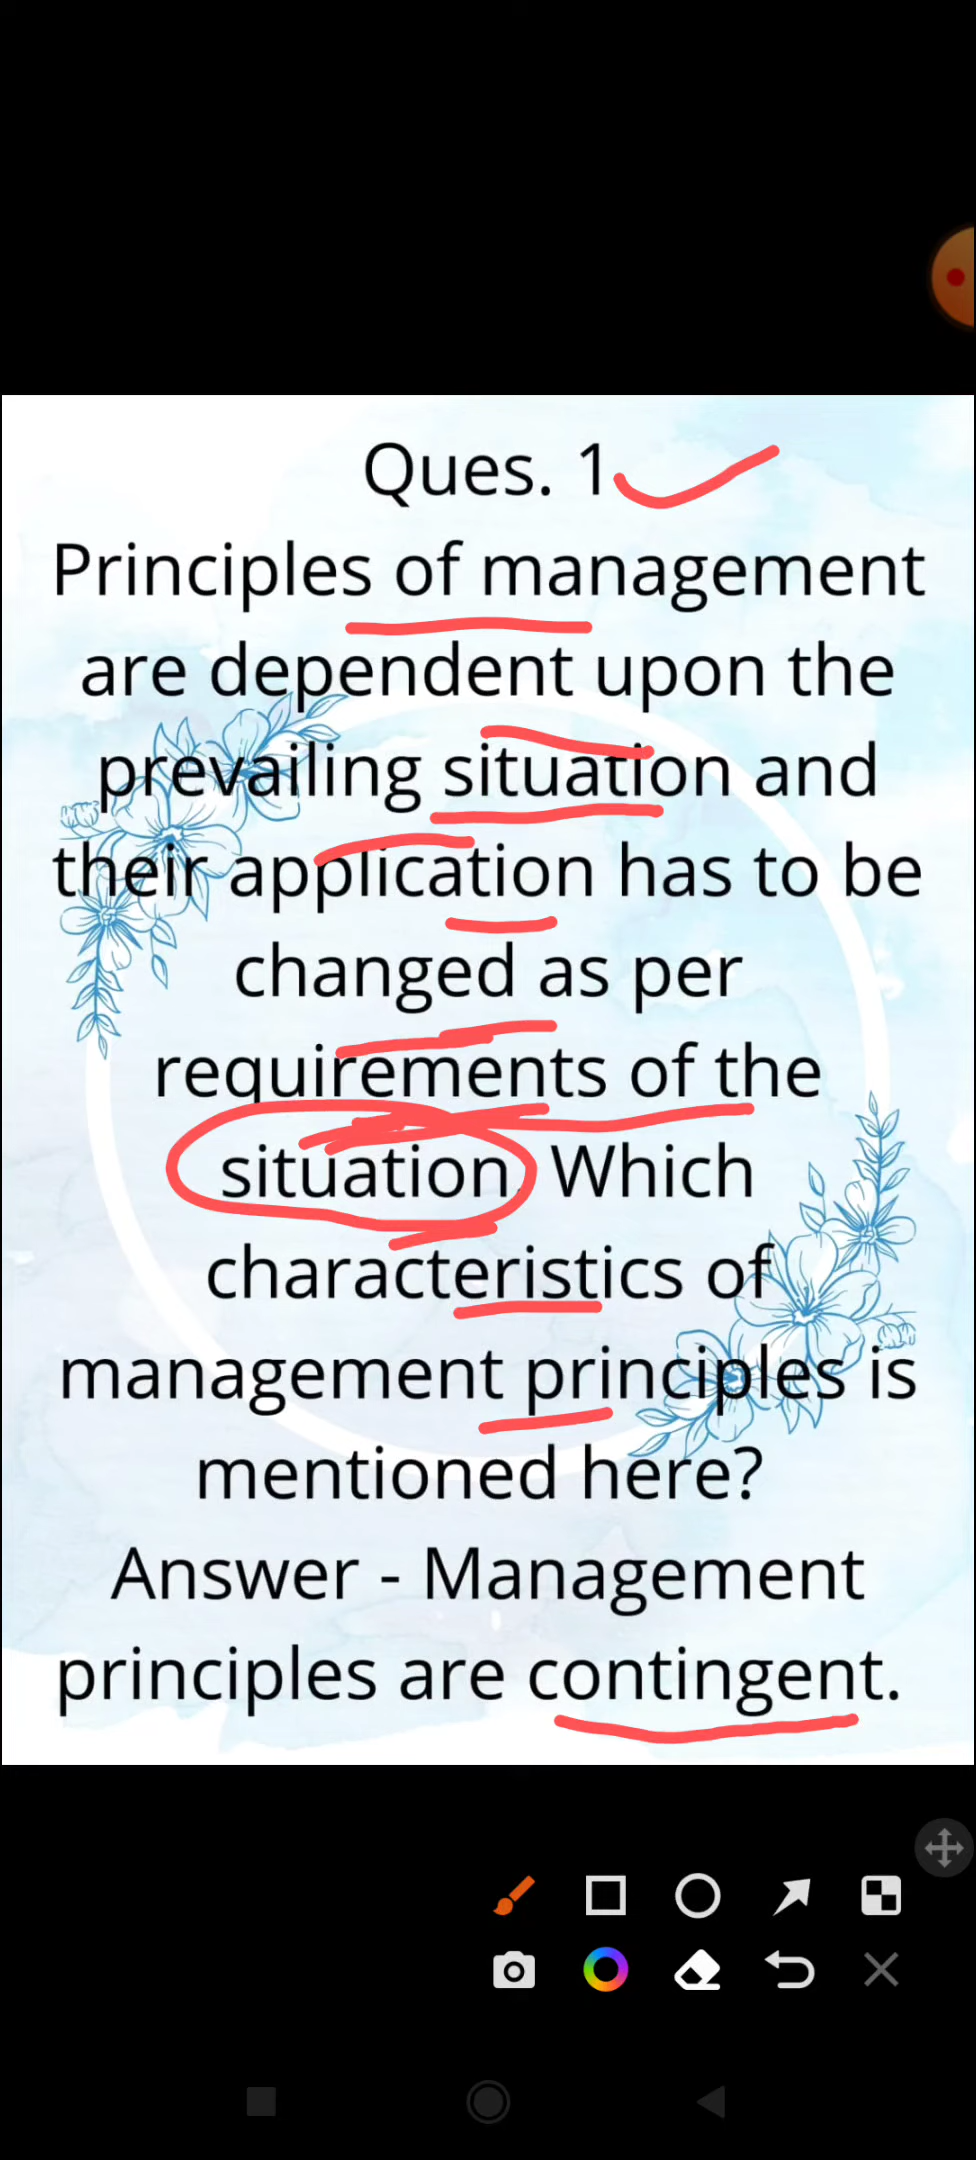 Ques. 1
Principles of management
are dependent upon the
prevailing situation and
their application has to be
changed as per
requirements of the
situation. Which
characteristics of
management principles is
mentioned here?
Answer - Management
principles are contingent.